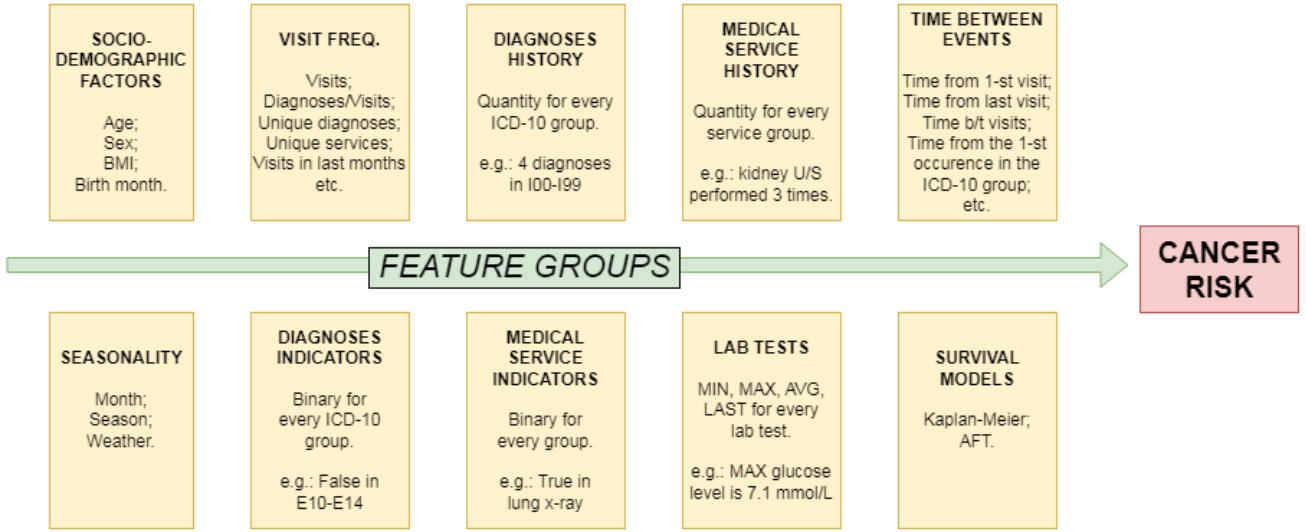 SOCIO-
DEMOGRAPHIC
FACTORS
Age;
Sex;
BMI;
Birth month.
VISIT FREQ.
Visits;
Diagnoses/Visits;
Unique diagnoses;
Unique services;
Visits in last months
etc.
DIAGNOSES
HISTORY
Quantity for every
ICD-10 group.
e.g.: 4 diagnoses
in I00-I99
MEDICAL
SERVICE
HISTORY
Quantity for every
service group.
e.g.: kidney U/S
performed 3 times.
TIME BETWEEN
EVENTS
Time from 1-st visit;
Time from last visit;
Time b/t visits;
Time from the 1-st
occurence in the
ICD-10 group;
etc.
FEATURE GROUPS
CANCER
RISK
SEASONALITY
Month;
Season;
Weather.
DIAGNOSES
INDICATORS
Binary for
every ICD-10
group.
e.g.: False in
E10-E14
MEDICAL
SERVICE
INDICATORS
Binary for
every group.
e.g.: True in
lung x-ray
LAB TESTS
MIN, MAX, AVG,
LAST for every
lab test.
e.g.: MAX glucose
level is 7.1 mmol/L
SURVIVAL
MODELS
Kaplan-Meier;
AFT.